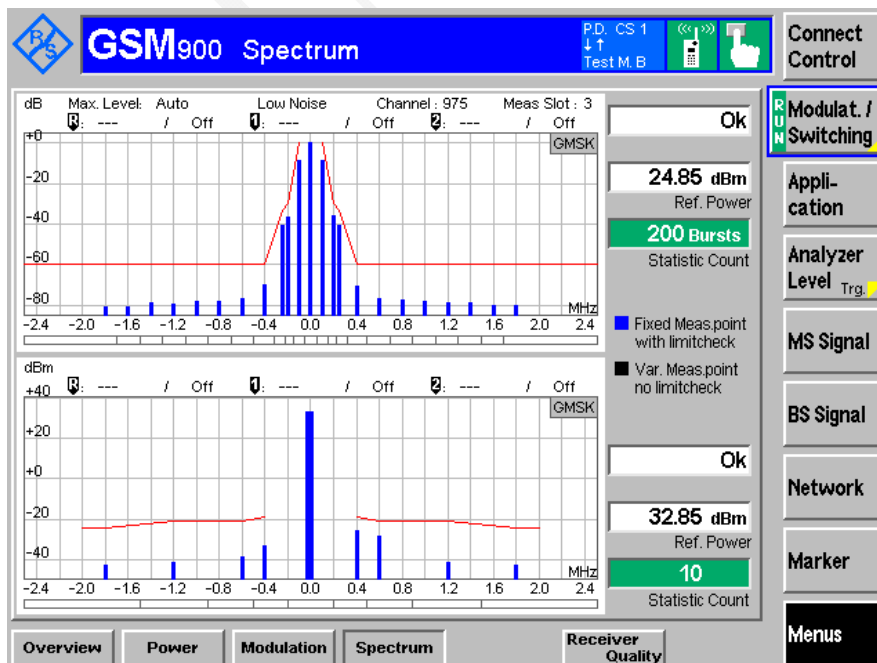 R&S
GSM900 Spectrum
P.D. CS 1
↓↑
Test M. B
Connect
Control
dB Max. Level: Auto Low Noise Channel : 975 Meas Slot : 3
R: --- / Off 1: --- / Off 2: --- / Off
+0
GMSK
-20
-40
-60
-80
MHz
-2.4 -2.0 -1.6 -1.2 -0.8 -0.4 0.0 0.4 0.8 1.2 1.6 2.0 2.4
Ok
24.85 dBm
Ref. Power
200 Bursts
Statistic Count
Fixed Meas.point
with limitcheck
Var. Meas.point
no limitcheck
dBm
+40 R: --- / Off 1: --- / Off 2: --- / Off
GMSK
+20
+0
-20
-40
MHz
-2.4 -2.0 -1.6 -1.2 -0.8 -0.4 0.0 0.4 0.8 1.2 1.6 2.0 2.4
Ok
32.85 dBm
Ref. Power
10
Statistic Count
RUN
Modulat. /
Switching
Appli-
cation
Analyzer
Level Trg.
MS Signal
BS Signal
Network
Marker
Menus
Overview Power Modulation Spectrum Receiver
Quality